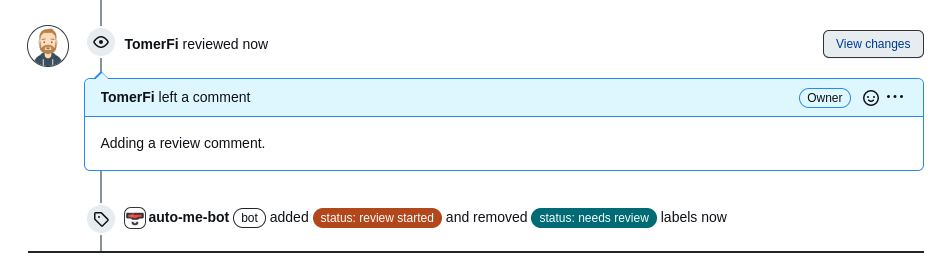 TomerFi reviewed now
View changes
TomerFi left a comment
Owner
Adding a review comment.
auto-me-bot bot added status: review started and removed status: needs review labels now